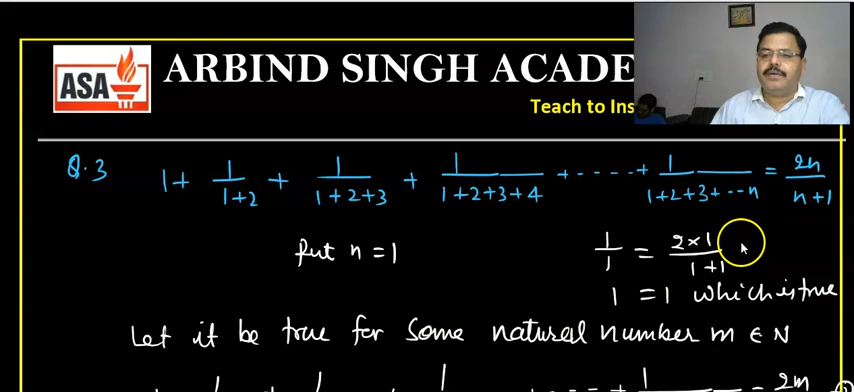 ASA
ARBIND SINGH ACADE
Teach to Ins
Q.3 1 + 1/(1+2) + 1/(1+2+3) + 1/(1+2+3+4) + ---- + 1/(1+2+3+--n) = 2n/(n+1)
Put n = 1 1/1 = (2×1)/(1+1)
1 = 1 which is true
Let it be true for some natural number m ∈ N
2m